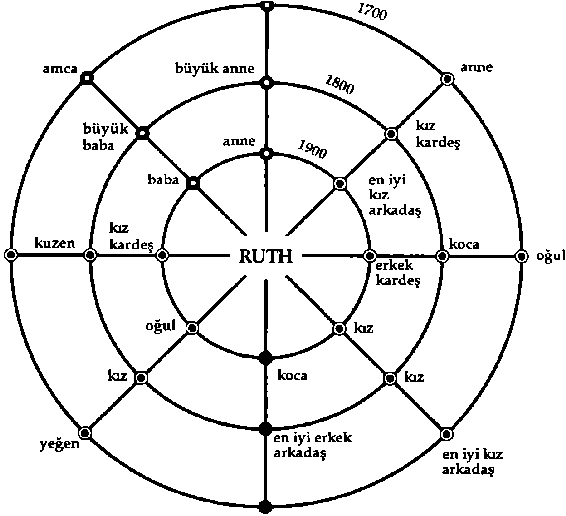 1700
amca
büyük anne
anne
1800
büyük
baba
anne
kız
kardeş
1900
baba
en iyi
kız
arkadaş
kuzen
kız
kardeş
RUTH
koca
oğul
erkek
kardeş
oğul
kız
kız
koca
kız
yeğen
en iyi erkek
arkadaş
en iyi kız
arkadaş